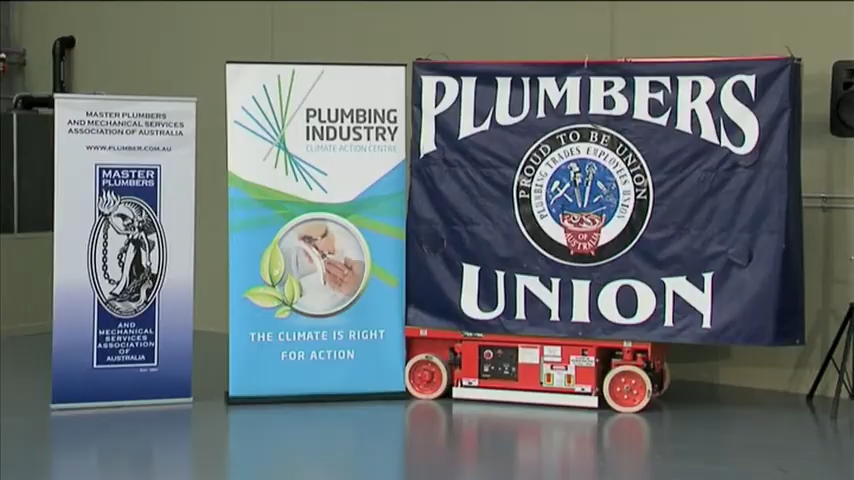 MASTER PLUMBERS
AND MECHANICAL SERVICES
ASSOCIATION OF AUSTRALIA
WWW.PLUMBER.COM.AU
MASTER
PLUMBERS
AND
MECHANICAL
SERVICES
ASSOCIATION
OF
AUSTRALIA
PLUMBING
INDUSTRY
CLIMATE ACTION CENTRE
THE CLIMATE IS RIGHT
FOR ACTION
PLUMBERS
PROUD TO BE UNION
PLUMBING TRADES EMPLOYEES UNION
OF
AUSTRALIA
UNION